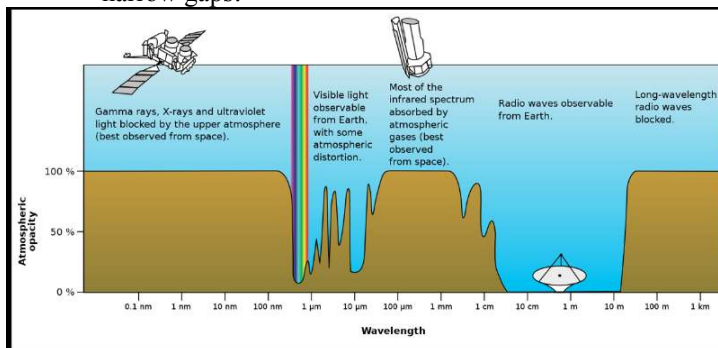 narrow gaps.
Gamma rays, X-rays and ultraviolet
light blocked by the upper atmosphere
(best observed from space).
Visible light
observable
from Earth.
with some
atmospheric
distortion.
Most of the
infrared spectrum
absorbed by
atmospheric
gases (best
observed
from space).
Radio waves observable
from Earth.
Long-wavelength
radio waves
blocked.
Atmospheric
opacity
100 %
50 %
0 %
0.1 nm 1 nm 10 nm 100 nm 1 μm 10 μm 100 μm 1 mm 1 cm 10 cm 1 m 10 m 100 m 1 km
Wavelength